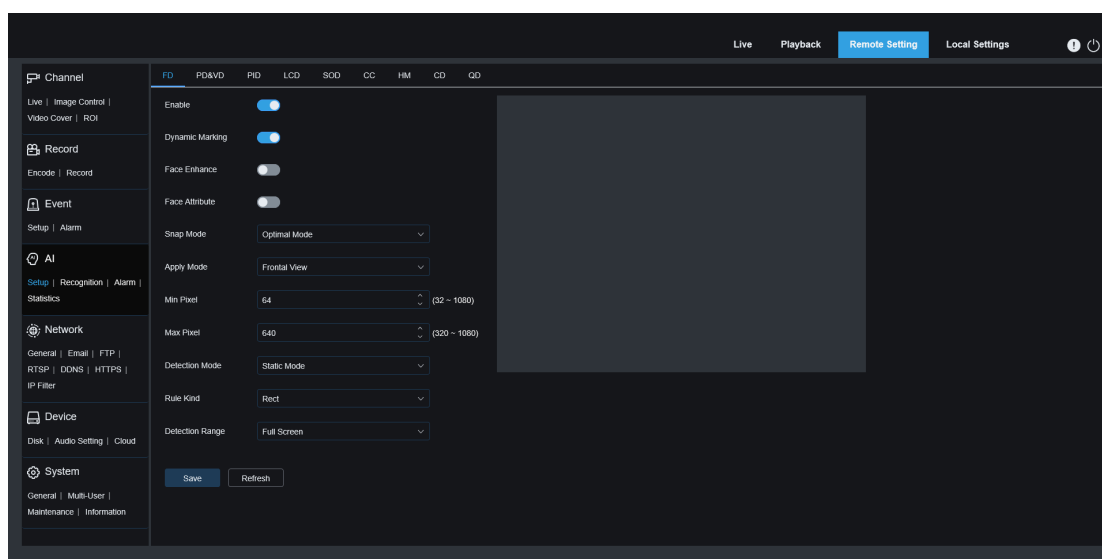 Live Playback Remote Setting Local Settings
Channel
Live | Image Control |
Video Cover | ROI
Record
Encode | Record
Event
Setup | Alarm
AI
Setup | Recognition | Alarm |
Statistics
Network
General | Email | FTP |
RTSP | DDNS | HTTPS |
IP Filter
Device
Disk | Audio Setting | Cloud
System
General | Multi-User |
Maintenance | Information
FD PD&VD PID LCD SOD CC HM CD QD
Enable
Dynamic Marking
Face Enhance
Face Attribute
Snap Mode Optimal Mode
Apply Mode Frontal View
Min Pixel 64 (32 ~ 1080)
Max Pixel 640 (320 ~ 1080)
Detection Mode Static Mode
Rule Kind Rect
Detection Range Full Screen
Save Refresh